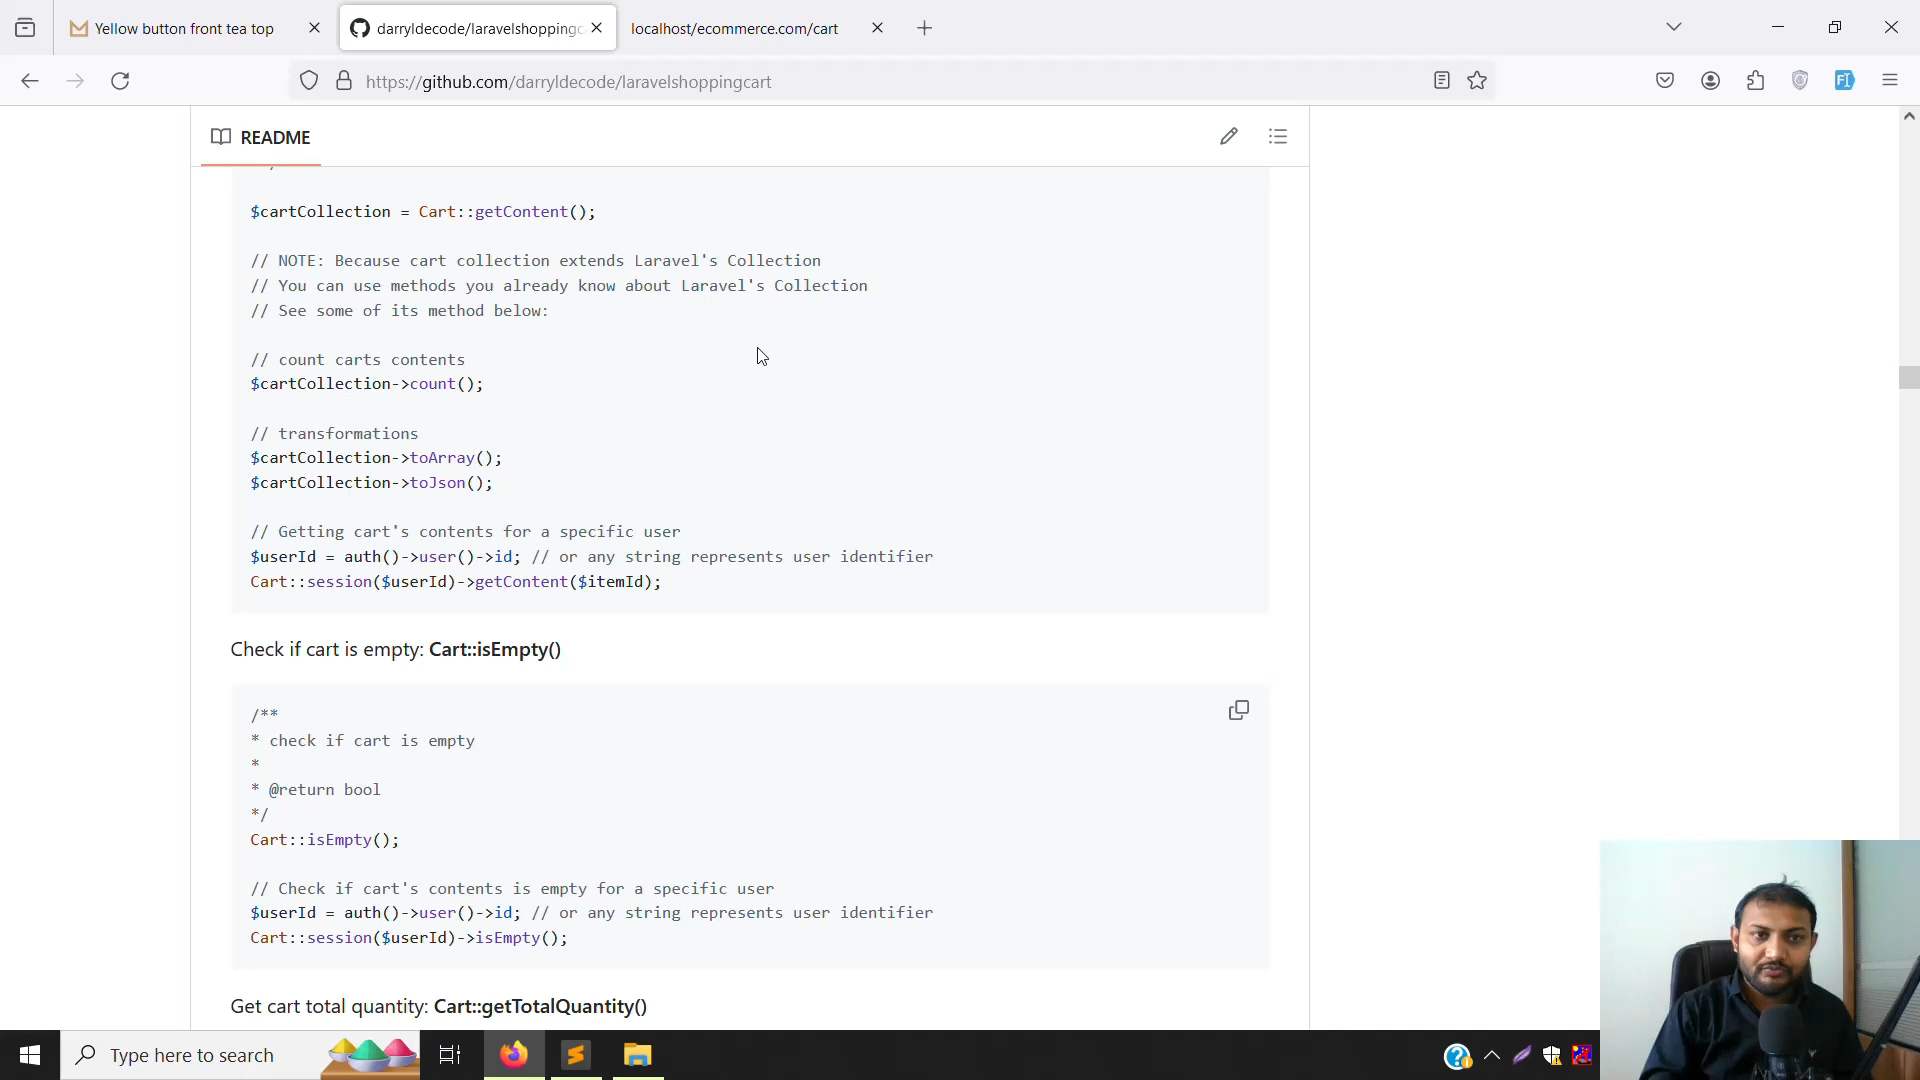 Yellow button front tea top
darryldecode/laravelshoppingc
localhost/ecommerce.com/cart
https://github.com/darryldecode/laravelshoppingcart
README
$cartCollection = Cart::getContent();
// NOTE: Because cart collection extends Laravel's Collection
// You can use methods you already know about Laravel's Collection
// See some of its method below:
// count carts contents
$cartCollection->count();
// transformations
$cartCollection->toArray();
$cartCollection->toJson();
// Getting cart's contents for a specific user
$userId = auth()->user()->id; // or any string represents user identifier
Cart::session($userId)->getContent($itemId);
Check if cart is empty: Cart::isEmpty()
/**
* check if cart is empty
*
* @return bool
*/
Cart::isEmpty();
// Check if cart's contents is empty for a specific user
$userId = auth()->user()->id; // or any string represents user identifier
Cart::session($userId)->isEmpty();
Get cart total quantity: Cart::getTotalQuantity()
Type here to search